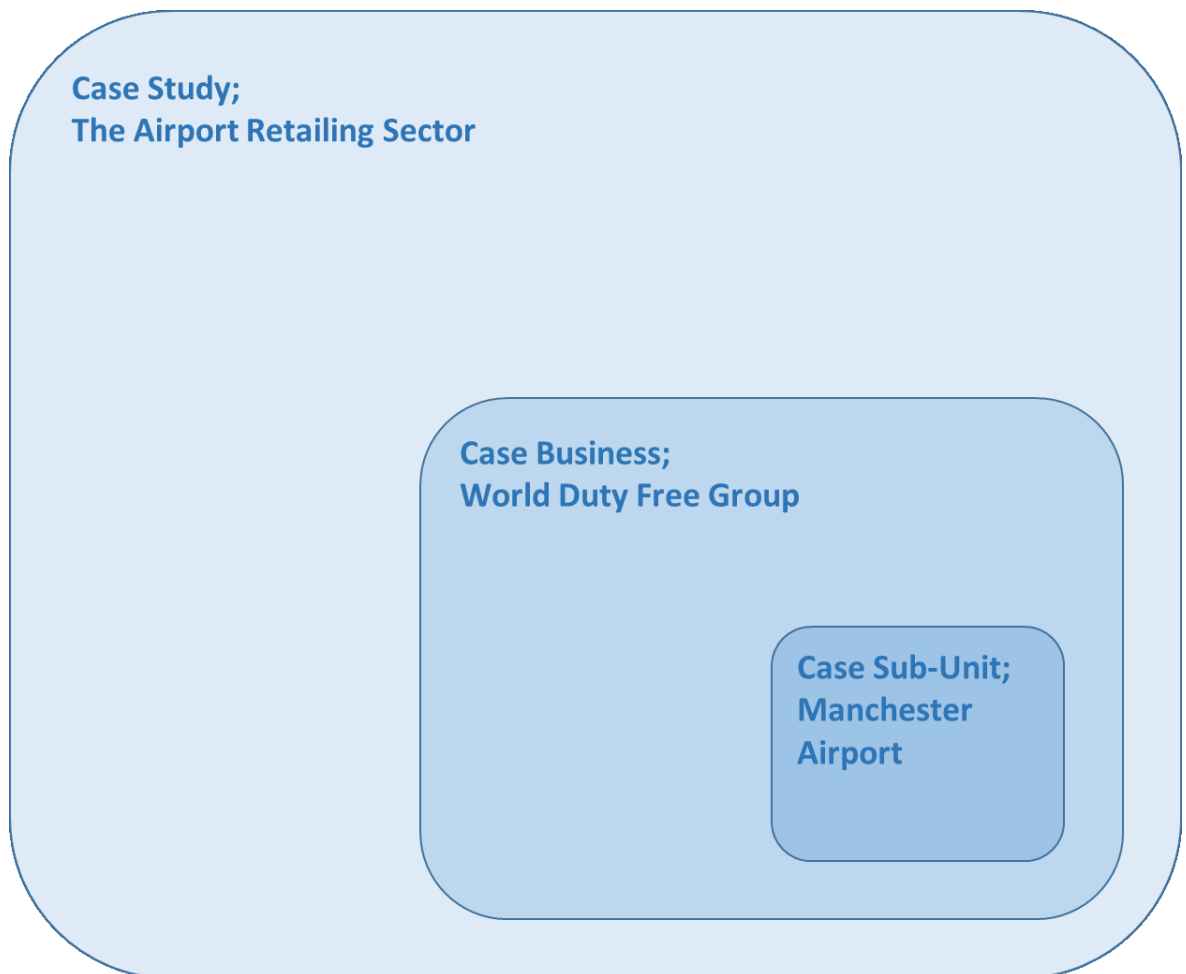 Case Study;
The Airport Retailing Sector
Case Business;
World Duty Free Group
Case Sub-Unit;
Manchester
Airport